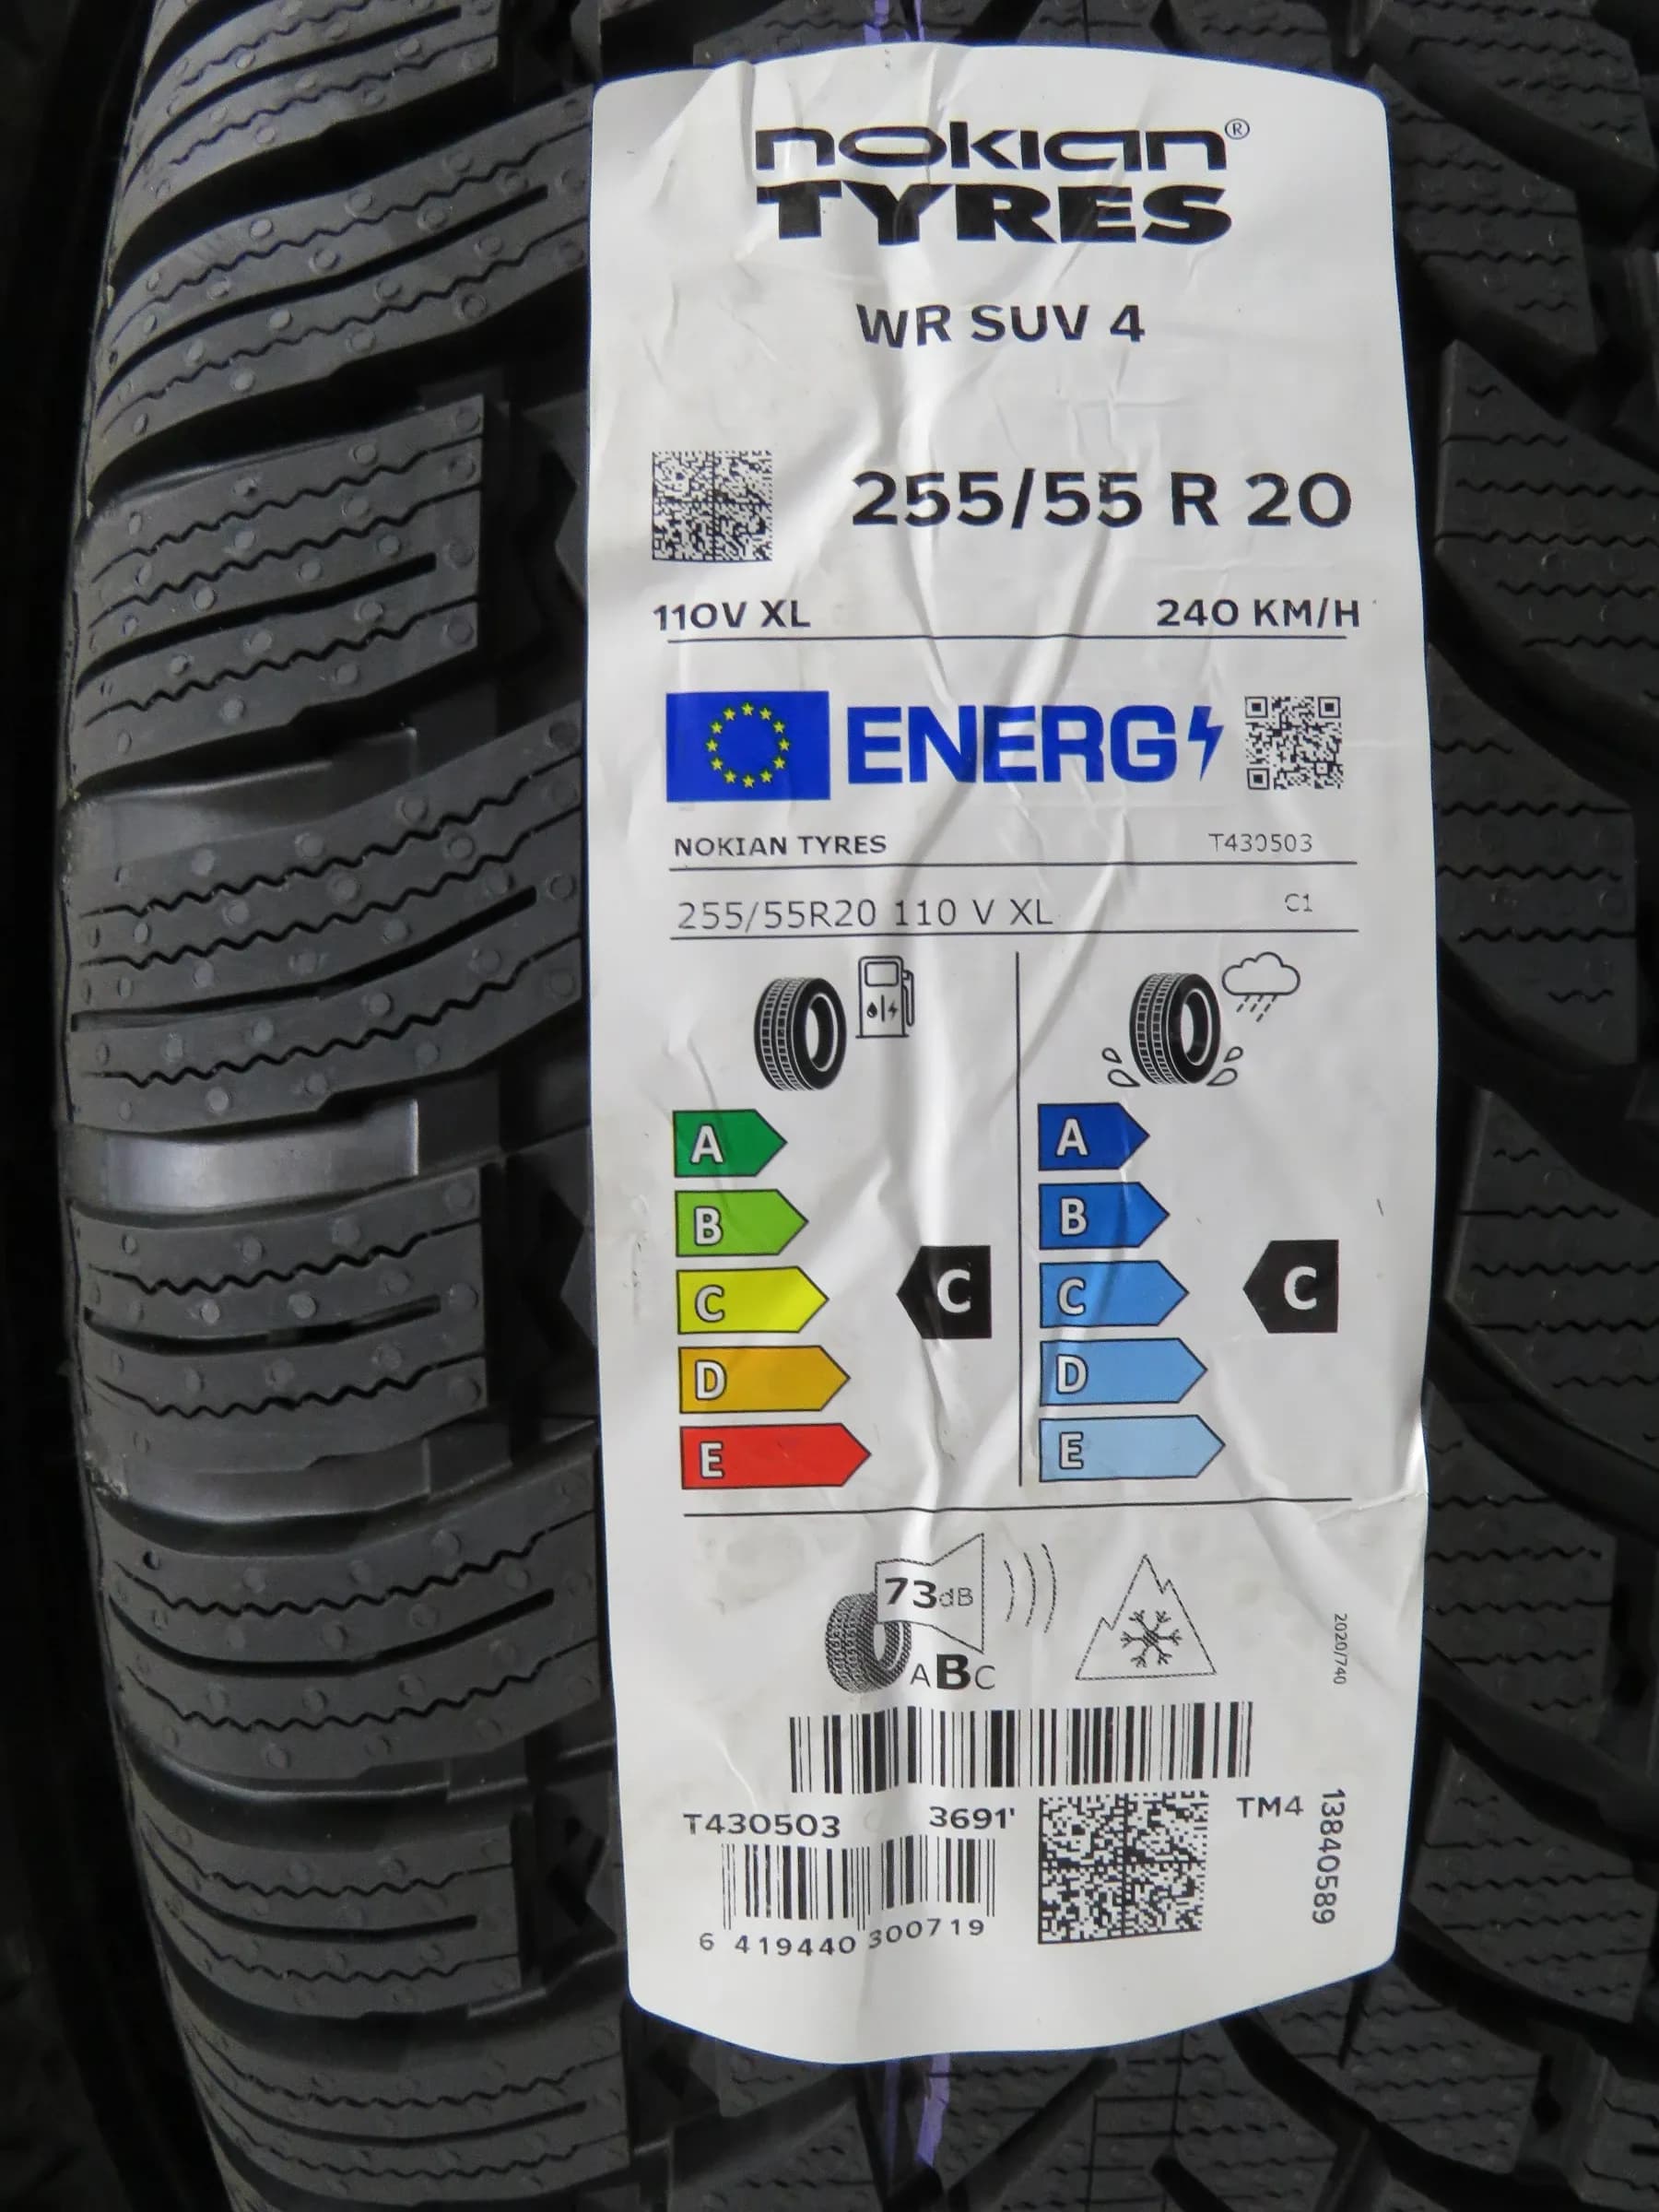 nokian®
TYRES
WR SUV 4
255/55 R 20
110V XL 240 KM/H
ENERG
NOKIAN TYRES T430503
255/55R20 110 V XL C1
A A
B B
C C C C
D D
E E
73dB
ABC
2020/740
T430503 3691' TM4
13840589
6 419440 300719